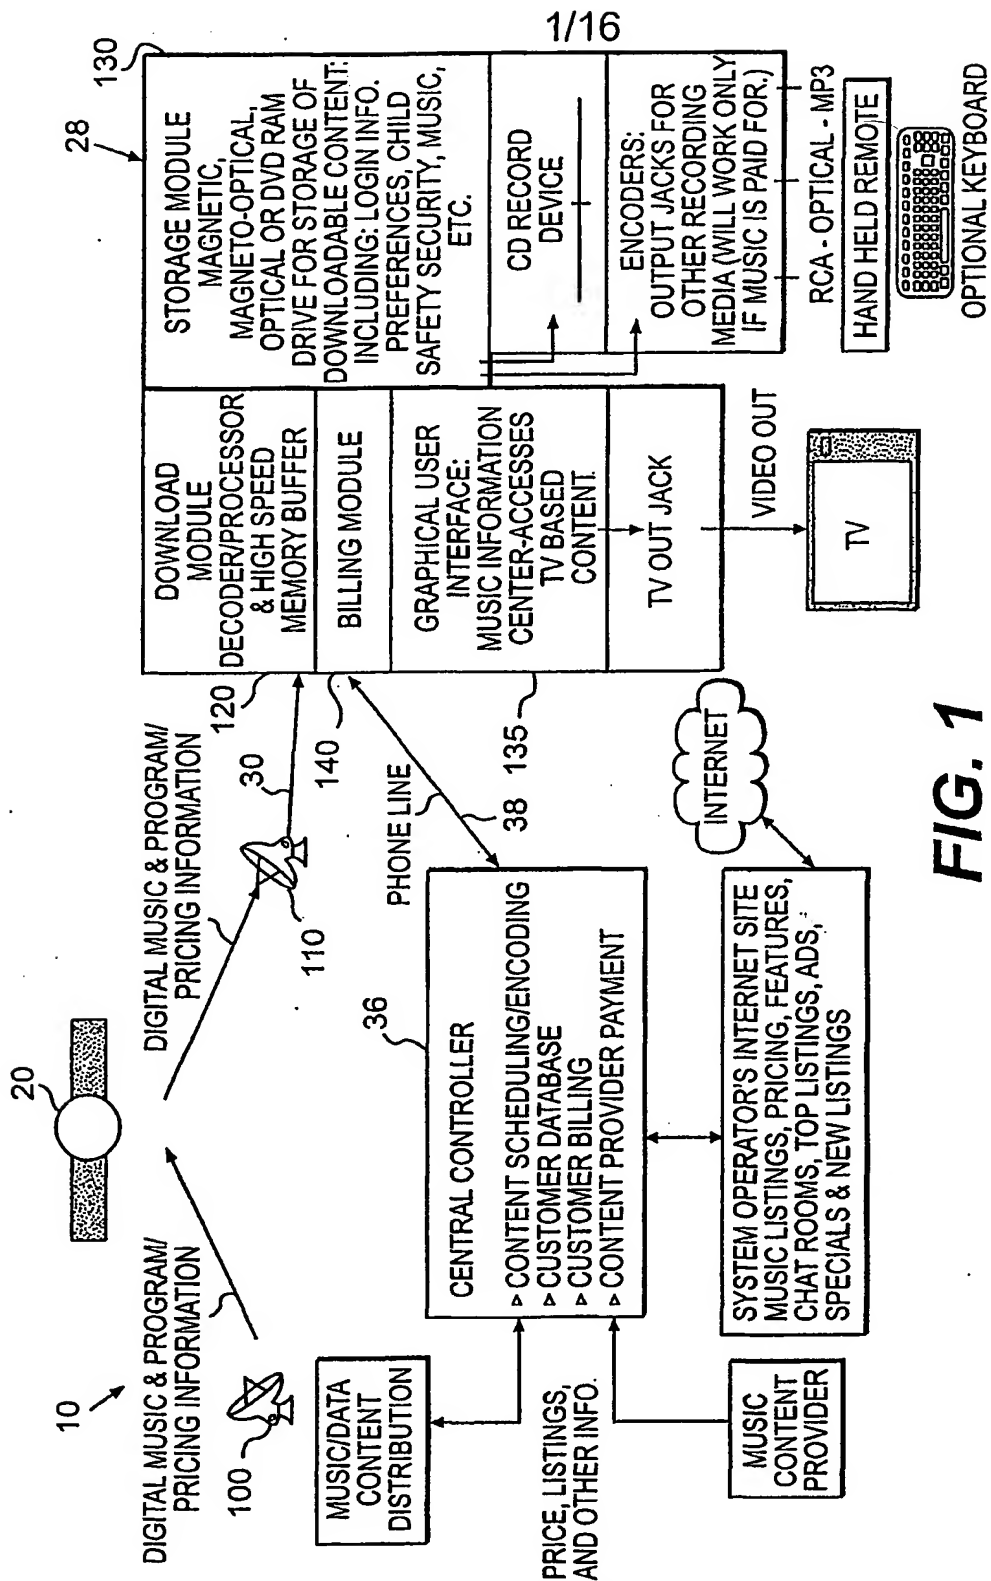 1/16
10
DIGITAL MUSIC & PROGRAM/
PRICING INFORMATION
100
20
DIGITAL MUSIC & PROGRAM/
PRICING INFORMATION
110
30
28
130
120
DOWNLOAD
MODULE
DECODER/PROCESSOR
& HIGH SPEED
MEMORY BUFFER
STORAGE MODULE
MAGNETIC,
MAGNETO-OPTICAL,
OPTICAL OR DVD RAM
DRIVE FOR STORAGE OF
DOWNLOADABLE CONTENT:
INCLUDING: LOGIN INFO.
PREFERENCES, CHILD
SAFETY SECURITY, MUSIC,
ETC.
140
BILLING MODULE
135
GRAPHICAL USER
INTERFACE:
MUSIC INFORMATION
CENTER-ACCESSES
TV BASED
CONTENT.
CD RECORD
DEVICE
ENCODERS:
OUTPUT JACKS FOR
OTHER RECORDING
MEDIA (WILL WORK ONLY
IF MUSIC IS PAID FOR.)
TV OUT JACK
VIDEO OUT
TV
RCA - OPTICAL - MP3
HAND HELD REMOTE
OPTIONAL KEYBOARD
MUSIC/DATA
CONTENT
DISTRIBUTION
36
PHONE LINE
38
CENTRAL CONTROLLER
▹ CONTENT SCHEDULING/ENCODING
▹ CUSTOMER DATABASE
▹ CUSTOMER BILLING
▹ CONTENT PROVIDER PAYMENT
PRICE, LISTINGS,
AND OTHER INFO.
MUSIC
CONTENT
PROVIDER
INTERNET
SYSTEM OPERATOR'S INTERNET SITE
MUSIC LISTINGS, PRICING, FEATURES,
CHAT ROOMS, TOP LISTINGS, ADS,
SPECIALS & NEW LISTINGS
FIG. 1